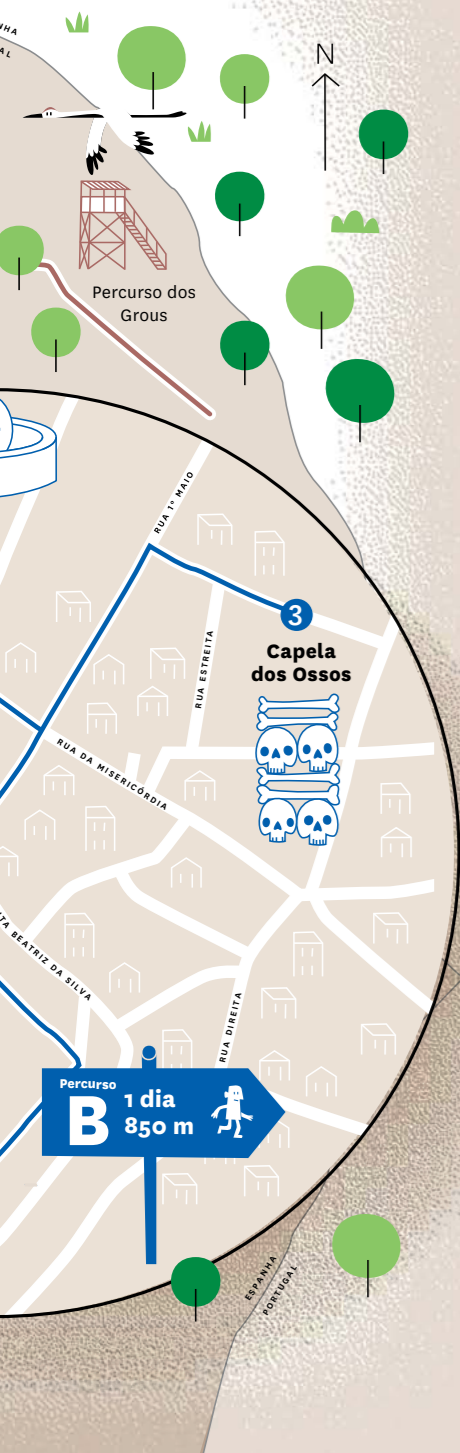 N
Percurso dos
Grous
RUA 1º MAIO
3
Capela
dos Ossos
RUA ESTREITA
RUA DA MISERICÓRDIA
BEATRIZ DA SILVA
RUA DIREITA
Percurso
B
1 dia
850 m
ESPANHA
PORTUGAL